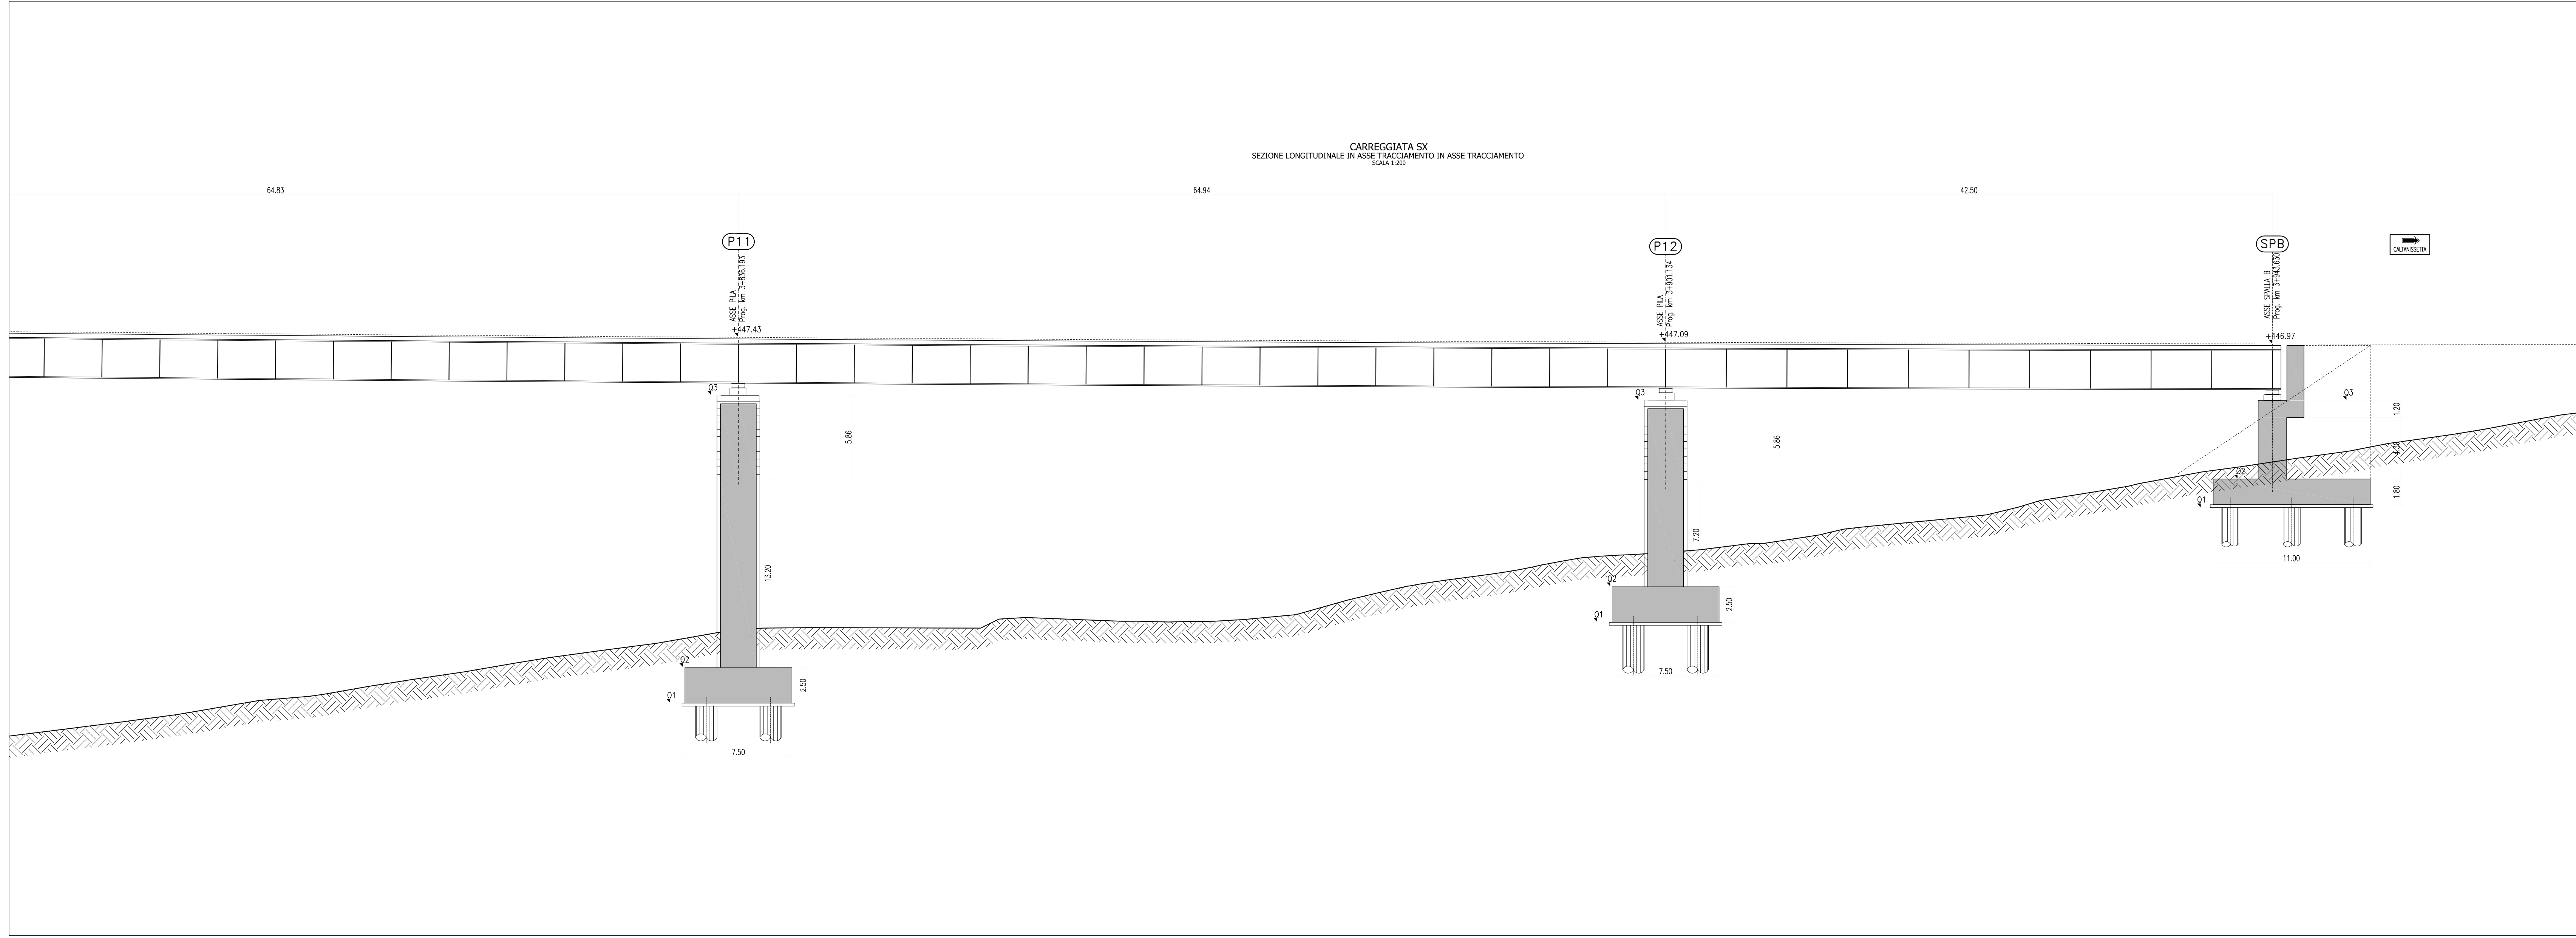 CARREGGIATA SX
SEZIONE LONGITUDINALE IN ASSE TRACCIAMENTO IN ASSE TRACCIAMENTO
SCALA 1:200
64.83
64.94
42.50
P11
ASSE PILA
Prog. km 3+836.193
+447.43
P12
ASSE PILA
Prog. km 3+901.134
+447.09
SPB
ASSE SPALLA B
Prog. km 3+943.630
+446.97
CALTANISSETTA
Q3
5.86
13.20
Q2
Q1
2.50
7.50
Q3
5.86
7.20
Q2
Q1
2.50
7.50
Q3
1.20
4.36
Q2
Q1
1.80
11.00